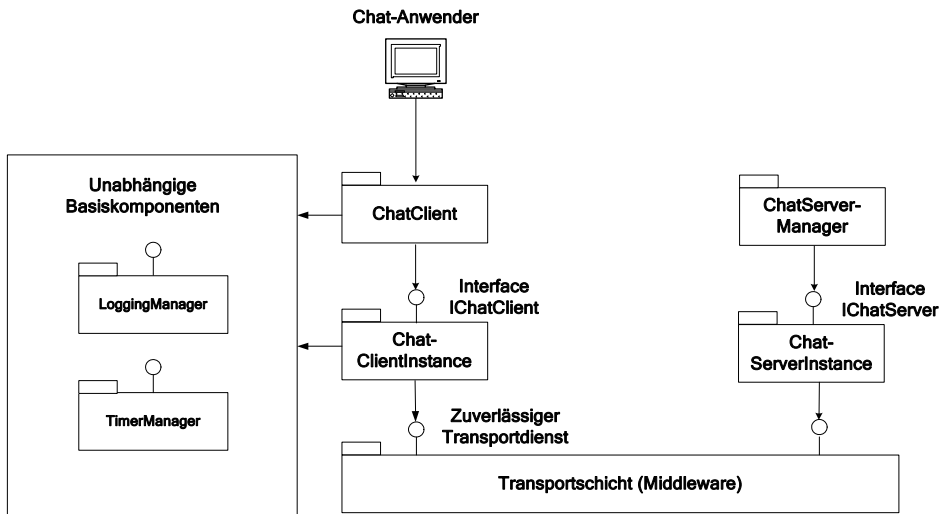 Chat-Anwender
Unabhängige
Basiskomponenten
LoggingManager
TimerManager
ChatClient
Interface
IChatClient
Chat-
ClientInstance
Zuverlässiger
Transportdienst
ChatServer-
Manager
Interface
IChatServer
Chat-
ServerInstance
Transportschicht (Middleware)